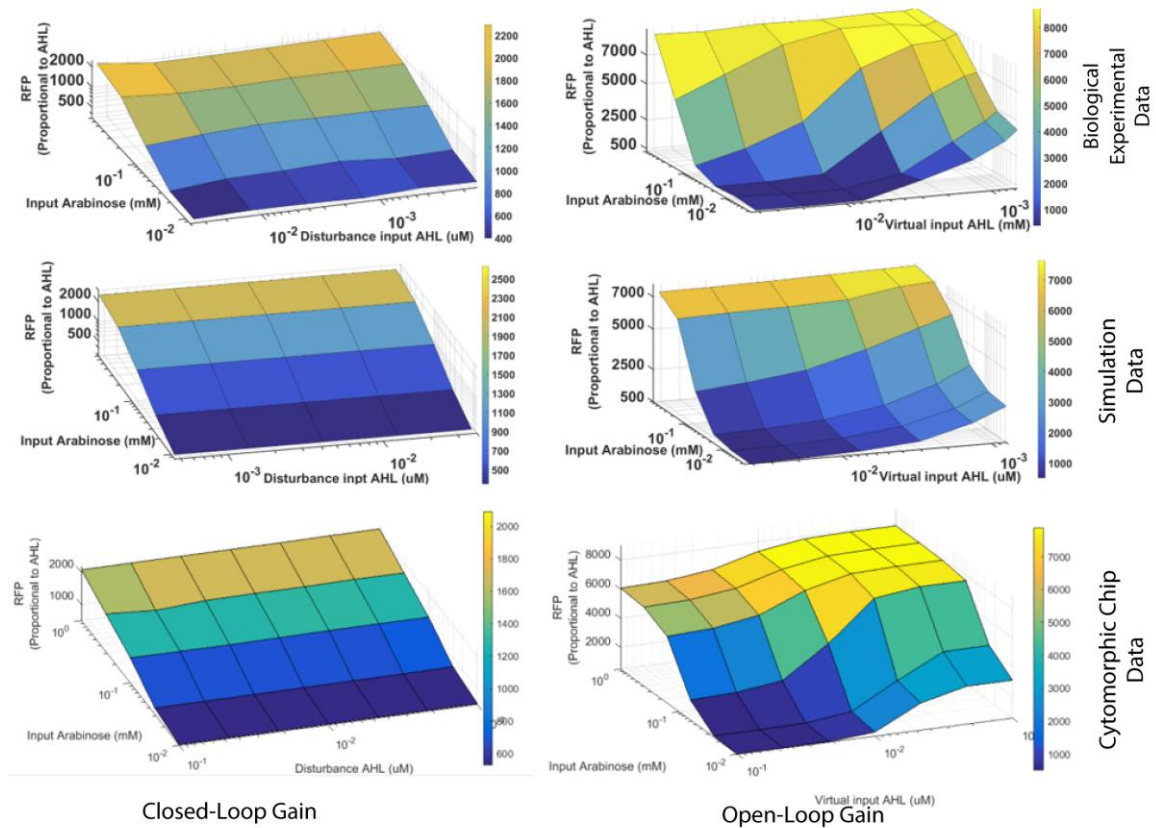 2000
1000
500
RFP
(Proportional to AHL)
10-1
Input Arabinose (mM)
10-2
10-2
Disturbance input AHL (uM)
10-3
2200
2000
1800
1600
1400
1200
1000
800
600
400
7000
5000
2500
500
RFP
(Proportional to AHL)
10-1
Input Arabinose (mM)
10-2
10-2
Virtual input AHL (mM)
10-3
8000
7000
6000
5000
4000
3000
2000
1000
Biological
Experimental
Data
2000
1000
500
RFP
(Proportional to AHL)
10-1
Input Arabinose (mM)
10-2
10-3
Disturbance inpt AHL (uM)
10-2
2500
2300
2100
1900
1700
1500
1300
1100
900
700
500
7000
5000
2500
500
RFP
(Proportional to AHL)
10-1
Input Arabinose (mM)
10-2
10-2
Virtual input AHL (uM)
10-3
7000
6000
5000
4000
3000
2000
1000
Simulation
Data
2000
1000
RFP
(Proportional to AHL)
100
10-1
Input Arabinose (mM)
10-2
10-1
10-2
Disturbance AHL (uM)
2000
1800
1600
1400
1200
1000
800
600
8000
6000
4000
2000
RFP
(Proportional to AHL)
100
10-1
Input Arabinose (mM)
10-2
10-1
10-2
Virtual input AHL (uM)
7000
6000
5000
4000
3000
2000
1000
Cytomorphic Chip
Data
Closed-Loop Gain
Open-Loop Gain